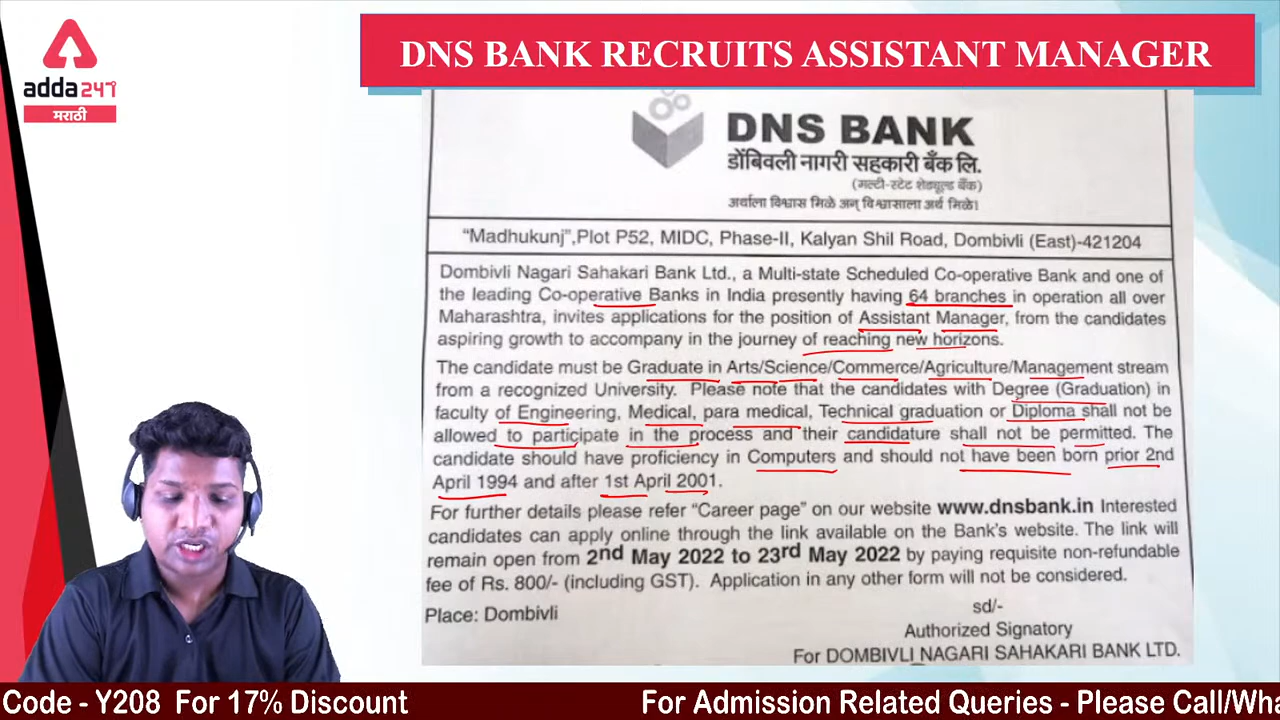 adda247
मराठी
DNS BANK RECRUITS ASSISTANT MANAGER
DNS BANK
डोंबिवली नागरी सहकारी बँक लि.
(मल्टी-स्टेट शेड्यूल्ड बँक)
अर्थाला विश्वास मिळे अन् विश्वासाला अर्थ मिळे!
“Madhukunj”,Plot P52, MIDC, Phase-II, Kalyan Shil Road, Dombivli (East)-421204
Dombivli Nagari Sahakari Bank Ltd., a Multi-state Scheduled Co-operative Bank and one of
the leading Co-operative Banks in India presently having 64 branches in operation all over
Maharashtra, invites applications for the position of Assistant Manager, from the candidates
aspiring growth to accompany in the journey of reaching new horizons.
The candidate must be Graduate in Arts/Science/Commerce/Agriculture/Management stream
from a recognized University. Please note that the candidates with Degree (Graduation) in
faculty of Engineering, Medical, para medical, Technical graduation or Diploma shall not be
allowed to participate in the process and their candidature shall not be permitted. The
candidate should have proficiency in Computers and should not have been born prior 2nd
April 1994 and after 1st April 2001.
For further details please refer “Career page” on our website www.dnsbank.in Interested
candidates can apply online through the link available on the Bank's website. The link will
remain open from 2nd May 2022 to 23rd May 2022 by paying requisite non-refundable
fee of Rs. 800/- (including GST). Application in any other form will not be considered.
Place: Dombivli
sd/-
Authorized Signatory
For DOMBIVLI NAGARI SAHAKARI BANK LTD.
Code - Y208 For 17% Discount
For Admission Related Queries - Please Call/Wha